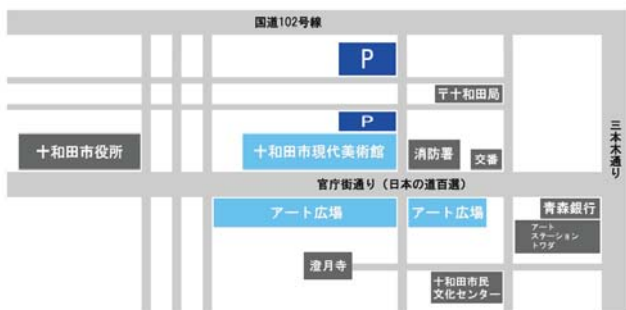 国道102号線
P
〒十和田局
P
十和田市役所
十和田市現代美術館
消防署
交番
三本木通り
官庁街通り（日本の道百選）
アート広場
アート広場
青森銀行
アート
ステーション
トワダ
澄月寺
十和田市民
文化センター